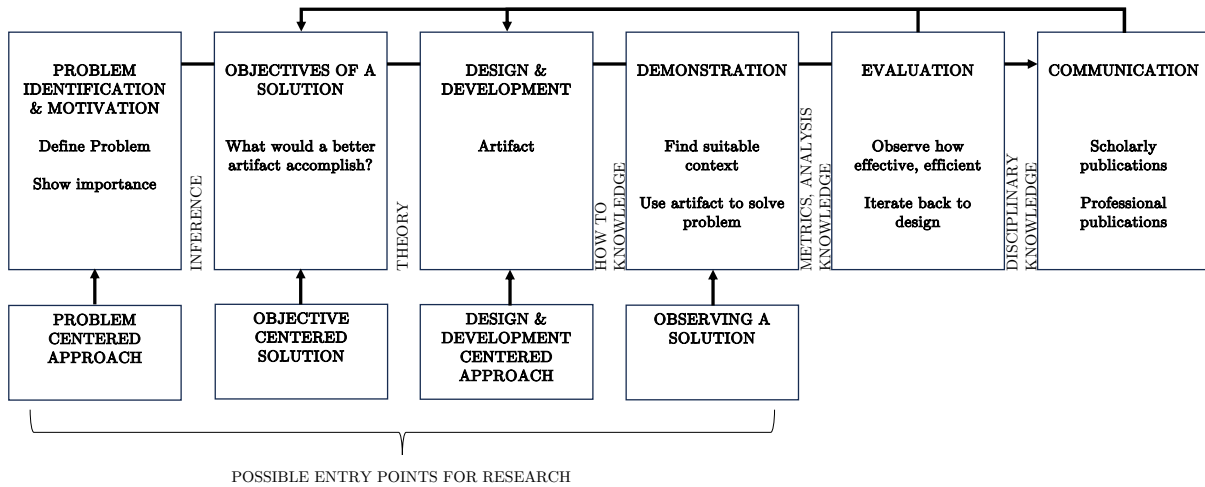 PROBLEM
IDENTIFICATION
& MOTIVATION
Define Problem
Show importance
INFERENCE
OBJECTIVES OF A
SOLUTION
What would a better
artifact accomplish?
THEORY
DESIGN &
DEVELOPMENT
Artifact
HOW TO
KNOWLEDGE
DEMONSTRATION
Find suitable
context
Use artifact to solve
problem
METRICS, ANALYSIS
KNOWLEDGE
EVALUATION
Observe how
effective, efficient
Iterate back to
design
DISCIPLINARY
KNOWLEDGE
COMMUNICATION
Scholarly
publications
Professional
publications
PROBLEM
CENTERED
APPROACH
OBJECTIVE
CENTERED
SOLUTION
DESIGN &
DEVELOPMENT
CENTERED
APPROACH
OBSERVING A
SOLUTION
POSSIBLE ENTRY POINTS FOR RESEARCH